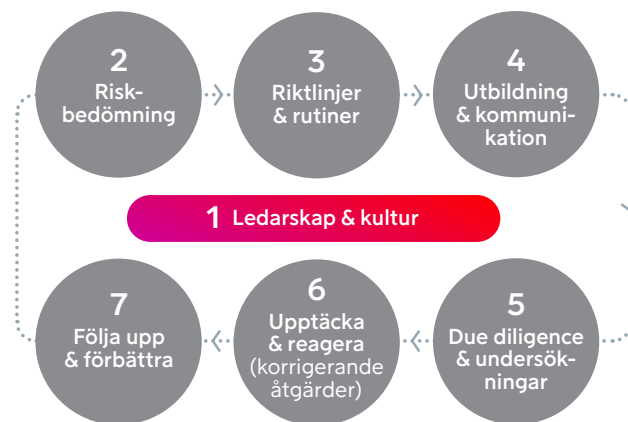 2
Risk-
bedömning
3
Riktlinjer
& rutiner
4
Utbildning
& kommuni-
kation
1 Ledarskap & kultur
7
Följa upp
& förbättra
6
Upptäcka
& reagera
(korrigerande
åtgärder)
5
Due diligence
& undersök-
ningar